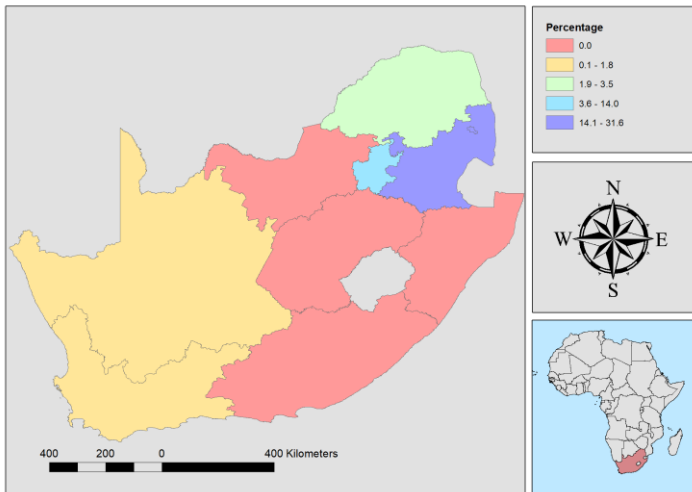 Percentage
0.0
0.1 - 1.8
1.9 - 3.5
3.6 - 14.0
14.1 - 31.6
N
W E
S
400 200 0 400 Kilometers